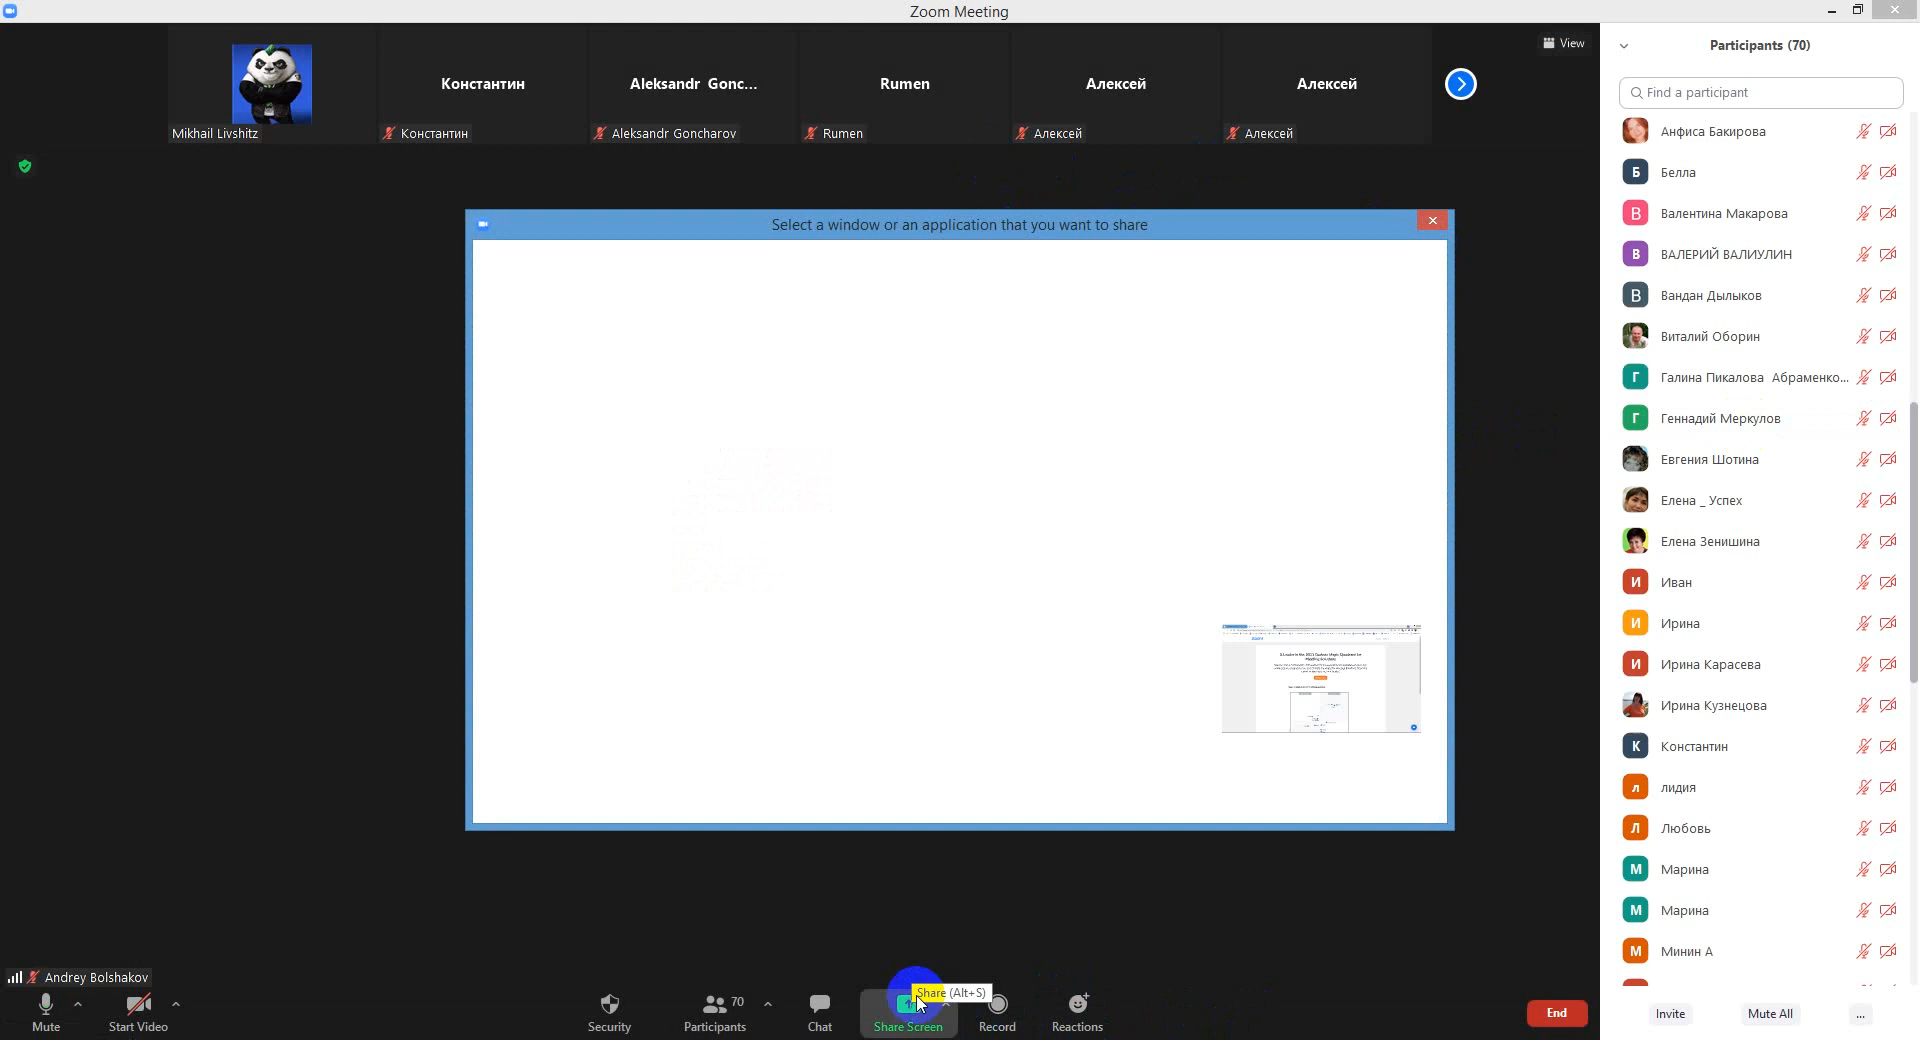 Zoom Meeting
View
Константин
Aleksandr Gonc...
Rumen
Алексей
Алексей
Mikhail Livshitz
Константин
Aleksandr Goncharov
Rumen
Алексей
Алексей
Select a window or an application that you want to share
Andrey Bolshakov
Share (Alt+S)
Mute
Start Video
Security
70
Participants
Chat
Share Screen
Record
Reactions
End
Participants (70)
Find a participant
Анфиса Бакирова
Б Белла
В Валентина Макарова
В ВАЛЕРИЙ ВАЛИУЛИН
В Вандан Дылыков
Виталий Оборин
Г Галина Пикалова Абраменко...
Г Геннадий Меркулов
Евгения Шотина
Елена _ Успех
Елена Зенишина
И Иван
И Ирина
И Ирина Карасева
Ирина Кузнецова
К Константин
л лидия
Л Любовь
М Марина
М Марина
М Минин А
Invite
Mute All
...